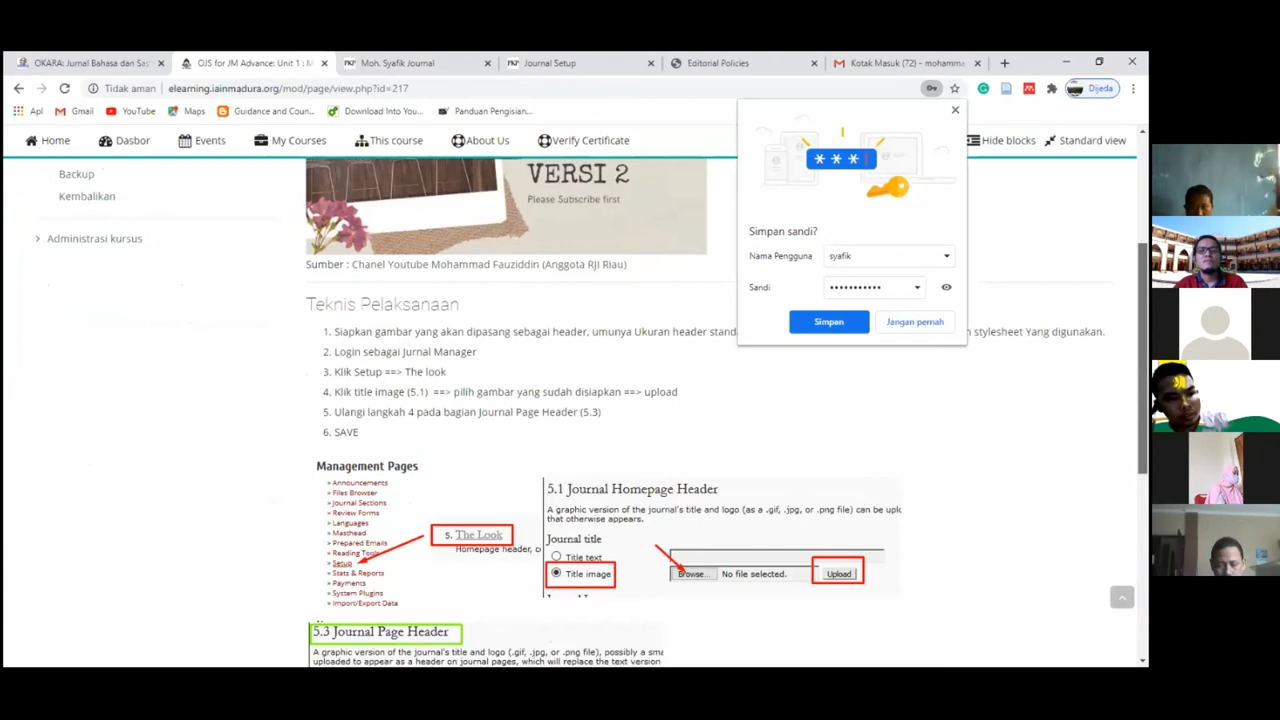 OKARA: Jurnal Bahasa dan Sas
OJS for JM Advance: Unit 1 : M
PKP Moh. Syafik Journal
PKP Journal Setup
Editorial Policies
Kotak Masuk (72) - mohamma
Tidak aman
elearning.iainmadura.org/mod/page/view.php?id=217
Dijeda
Apl
Gmail
YouTube
Maps
Guidance and Coun...
Download Into You...
Panduan Pengisian...
Home
Dasbor
Events
My Courses
This course
About Us
Verify Certificate
Hide blocks
Standard view
Backup
Kembalikan
Administrasi kursus
VERSI 2
Please Subscribe first
Sumber : Chanel Youtube Mohammad Fauziddin (Anggota RJI Riau)
Simpan sandi?
Nama Pengguna
syafik
Sandi
•••••••••••
Simpan
Jangan pernah
Teknis Pelaksanaan
1. Siapkan gambar yang akan dipasang sebagai header, umunya Ukuran header stand
n stylesheet Yang digunakan.
2. Login sebagai Jurnal Manager
3. Klik Setup ==> The look
4. Klik title image (5.1) ==> pilih gambar yang sudah disiapkan ==> upload
5. Ulangi langkah 4 pada bagian Journal Page Header (5.3)
6. SAVE
Management Pages
» Announcements
» Files Browser
» Journal Sections
» Review Forms
» Languages
» Masthead
» Prepared Emails
» Reading Tools
» Setup
» Stats & Reports
» Payments
» System Plugins
» Import/Export Data
5. The Look
Homepage header, c
5.1 Journal Homepage Header
A graphic version of the journal's title and logo (as a .gif, .jpg, or .png file) can be uplo
that otherwise appears.
Journal title
Title text
Title image
Browse... No file selected.
Upload
5.3 Journal Page Header
A graphic version of the journal's title and logo (.gif, .jpg, or .png file), possibly a sma
uploaded to appear as a header on journal pages, which will replace the text version